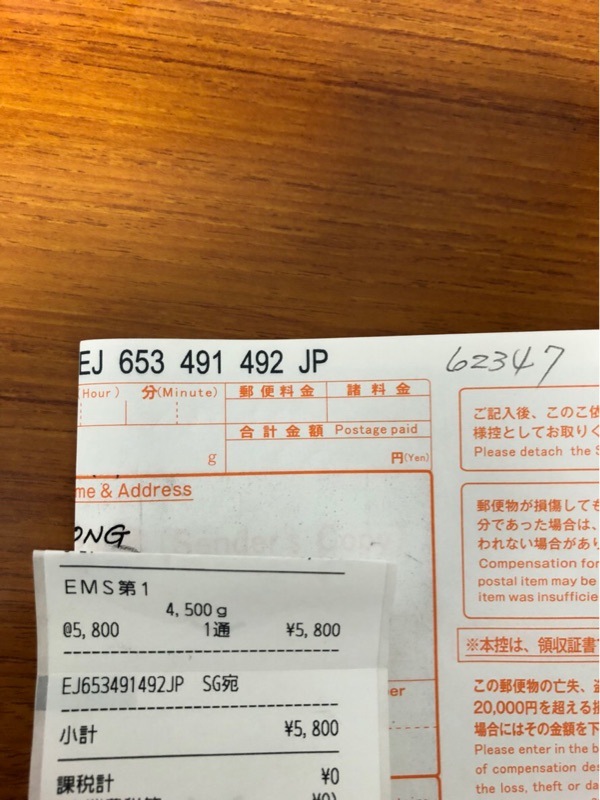 EJ 653 491 492 JP
62347
(Hour) 分(Minute) 郵便料金 諸料金
合計金額 Postage paid
g 円(Yen)
me & Address
ONG
(Sender's Copy)
ご記入後、このこ依
様控としてお取りく
Please detach the S
郵便物が損傷しても
分であった場合は、
われない場合があり
Compensation for
postal item may be
item was insufficie
※本控は、領収証書で
この郵便物の亡失、盗
20,000円を超える損
場合にはその金額を下
Please enter in the b
of compensation des
the loss, theft or da
EMS第1
4,500g
@5,800 1通 ¥5,800
EJ653491492JP SG宛
小計 ¥5,800
課税計 ¥0